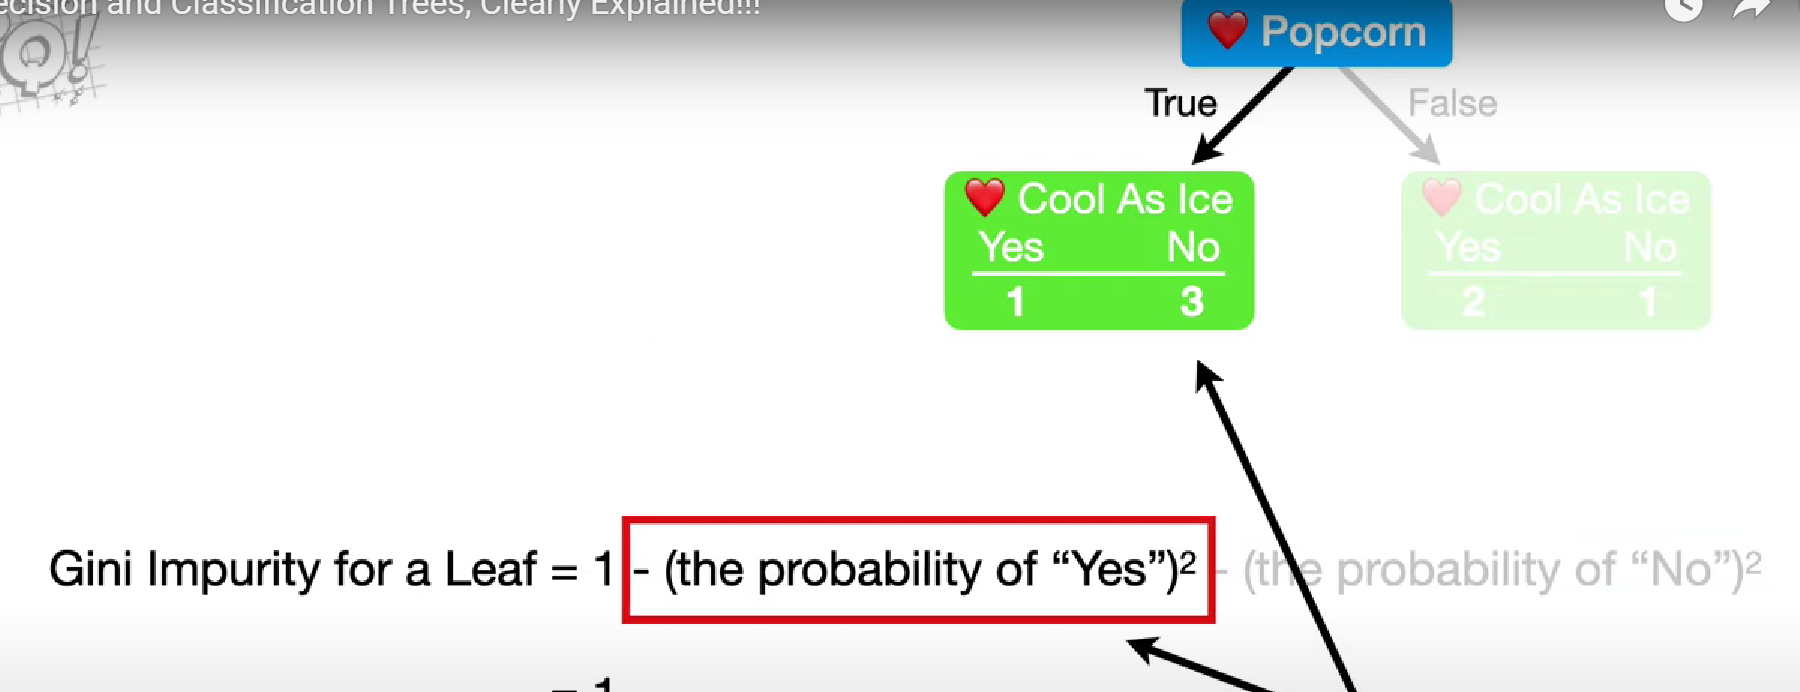 ecision and Classification Trees, Clearly Explained!!!
Q!
❤️ Popcorn
True
False
❤️ Cool As Ice
Yes No
1 3
❤️ Cool As Ice
Yes No
2 1
Gini Impurity for a Leaf = 1 - (the probability of “Yes”)² - (the probability of “No”)²
= 1